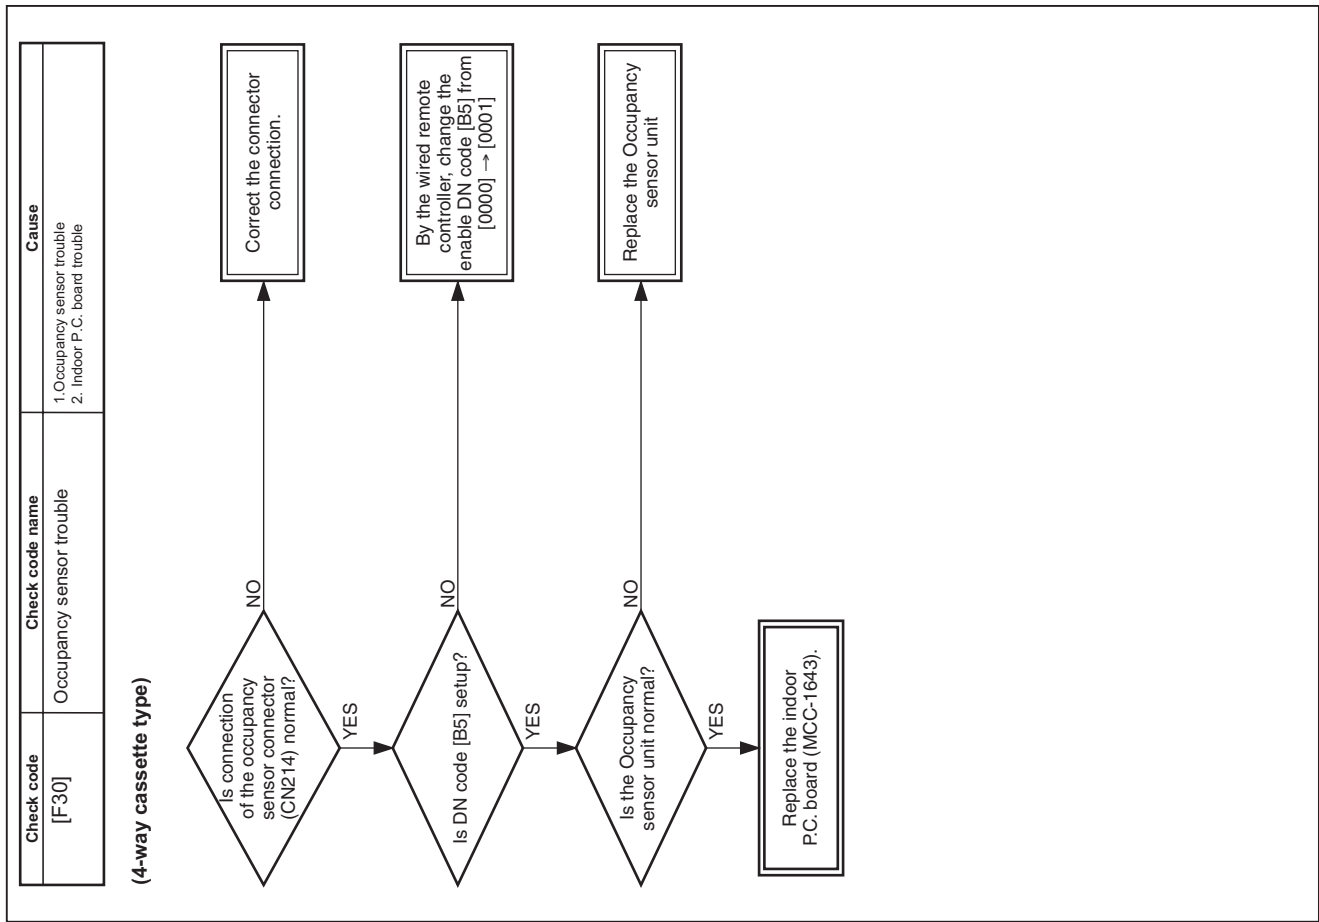 Check code
Check code name
Cause
[F30]
Occupancy sensor trouble
1.Occupancy sensor trouble
2. Indoor P.C. board trouble
(4-way cassette type)
Is connection
of the occupancy
sensor connector
(CN214) normal?
NO
Correct the connector
connection.
YES
Is DN code [B5] setup?
NO
By the wired remote
controller, change the
enable DN code [B5] from
[0000] → [0001]
YES
Is the Occupancy
sensor unit normal?
NO
Replace the Occupancy
sensor unit
YES
Replace the indoor
P.C. board (MCC-1643).